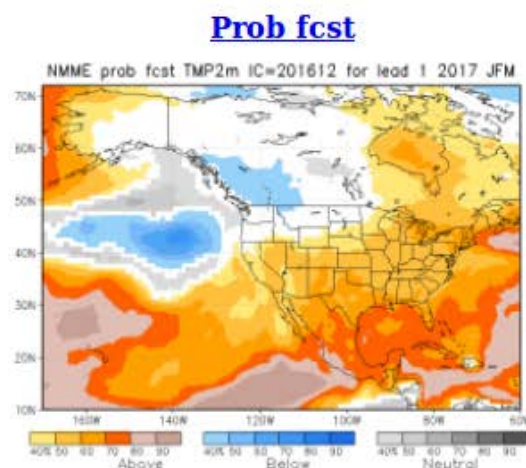 Prob fcst
NMME prob fcst TMP2m IC=201612 for lead 1 2017 JFM
70N
60N
50N
40N
30N
20N
10N
160W 140W 120W 100W 80W 60W
40% 50 60 70 80 90 40% 50 60 70 80 90 40% 50 60 70 80 90
Above Below Neutral